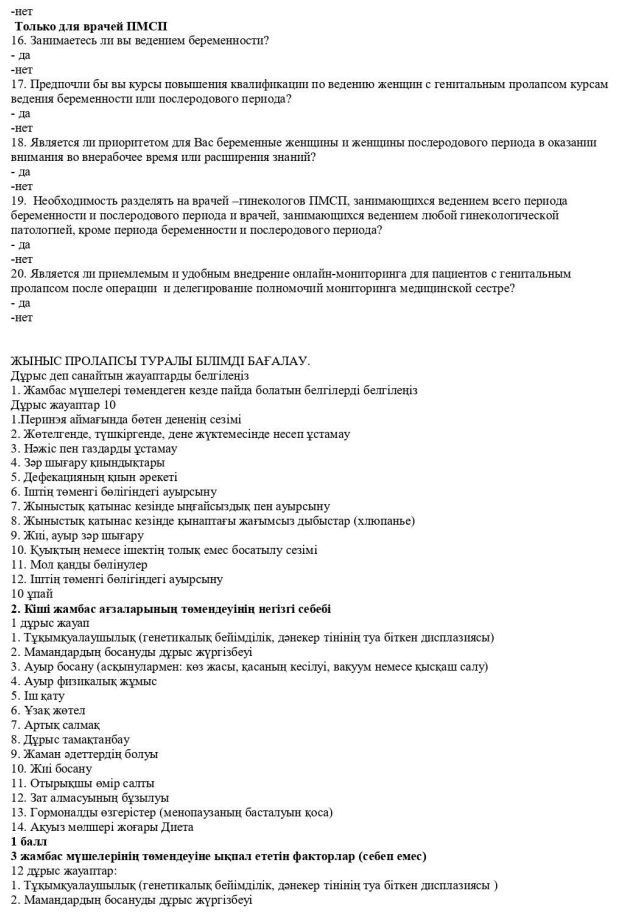 -нет
Только для врачей ПМСП
16. Занимаетесь ли вы ведением беременности?
- да
-нет
17. Предпочли бы вы курсы повышения квалификации по ведению женщин с генитальным пролапсом курсам
ведения беременности или послеродового периода?
- да
-нет
18. Является ли приоритетом для Вас беременные женщины и женщины послеродового периода в оказании
внимания во внерабочее время или расширения знаний?
- да
-нет
19.  Необходимость разделять на врачей –гинекологов ПМСП, занимающихся ведением всего периода
беременности и послеродового периода и врачей, занимающихся ведением любой гинекологической
патологией, кроме периода беременности и послеродового периода?
- да
-нет
20. Является ли приемлемым и удобным внедрение онлайн-мониторинга для пациентов с генитальным
пролапсом после операции  и делегирование полномочий мониторинга медицинской сестре?
- да
-нет
ЖЫНЫС ПРОЛАПСЫ ТУРАЛЫ БІЛІМДІ БАҒАЛАУ.
Дұрыс деп санайтын жауаптарды белгілеңіз
1. Жамбас мүшелері төмендеген кезде пайда болатын белгілерді белгілеңіз
Дұрыс жауаптар 10
1.Перинэя аймағында бөтен дененің сезімі
2. Жөтелгенде, түшкіргенде, дене жүктемесінде несеп ұстамау
3. Нәжіс пен газдарды ұстамау
4. Зәр шығару қиындықтары
5. Дефекацияның қиын әрекеті
6. Іштің төменгі бөлігіндегі ауырсыну
7. Жыныстық қатынас кезінде ыңғайсыздық пен ауырсыну
8. Жыныстық қатынас кезінде қынаптағы жағымсыз дыбыстар (хлюпанье)
9. Жиі, ауыр зәр шығару
10. Қуықтың немесе ішектің толық емес босатылу сезімі
11. Мол қанды бөлінулер
12. Іштің төменгі бөлігіндегі ауырсыну
10 ұпай
2. Кіші жамбас ағзаларының төмендеуінің негізгі себебі
1 дұрыс жауап
1. Тұқымқуалаушылық (генетикалық бейімділік, дәнекер тінінің туа біткен дисплазиясы)
2. Мамандардың босануды дұрыс жүргізбеуі
3. Ауыр босану (асқынулармен: көз жасы, қасаның кесілуі, вакуум немесе қысқаш салу)
4. Ауыр физикалық жұмыс
5. Іш қату
6. Ұзақ жөтел
7. Артық салмақ
8. Дұрыс тамақтанбау
9. Жаман әдеттердің болуы
10. Жиі босану
11. Отырықшы өмір салты
12. Зат алмасуының бұзылуы
13. Гормоналды өзгерістер (менопаузаның басталуын қоса)
14. Ақуыз мөлшері жоғары Диета
1 балл
3 жамбас мүшелерінің төмендеуіне ықпал ететін факторлар (себеп емес)
12 дұрыс жауаптар:
1. Тұқымқуалаушылық (генетикалық бейімділік, дәнекер тінінің туа біткен дисплазиясы )
2. Мамандардың босануды дұрыс жүргізбеуі